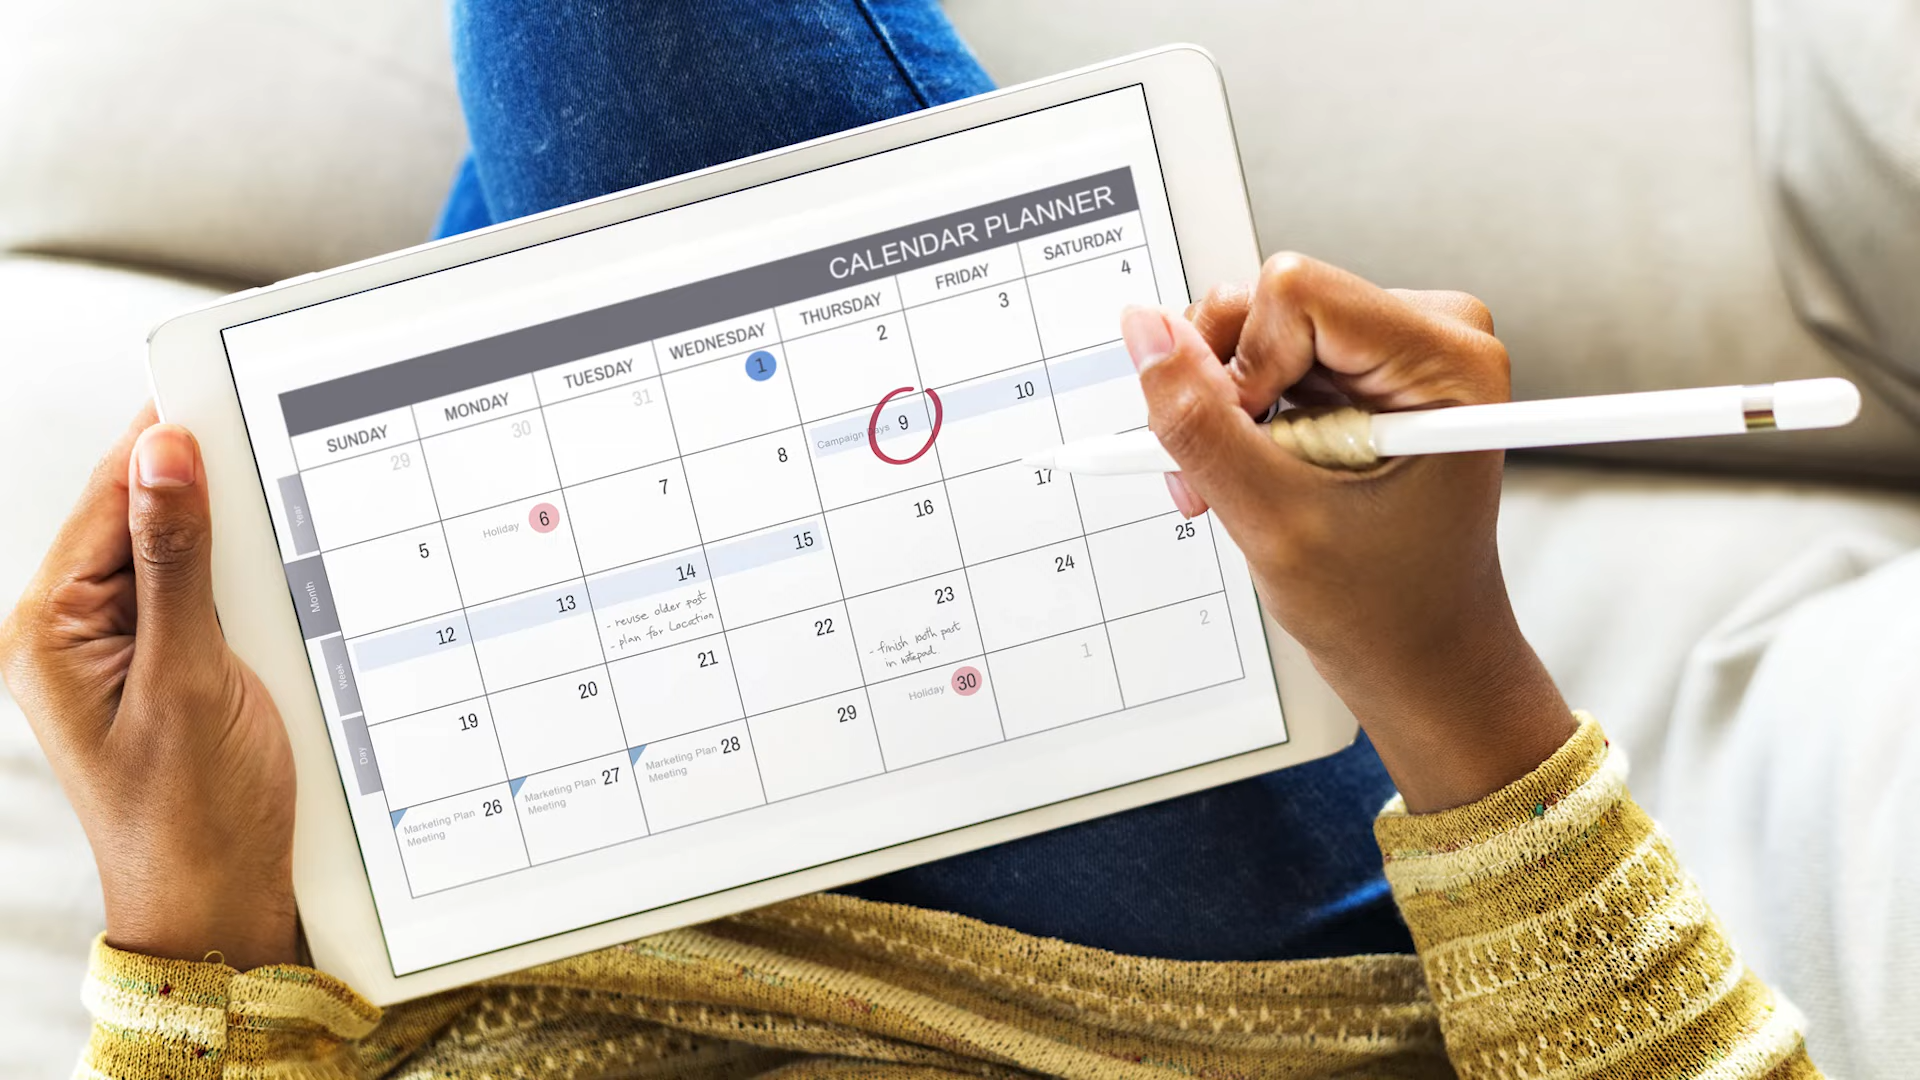 CALENDAR PLANNER
SUNDAY MONDAY TUESDAY WEDNESDAY THURSDAY FRIDAY SATURDAY
29 30 31 1 2 3 4
5 Holiday 6 7 8 Campaign Days 9 10
12 13 14 15 16 17
- revise older post
- plan for Location
19 20 21 22 23 24 25
- finish 100th post
in notepad
Marketing Plan 26 Marketing Plan 27 Marketing Plan 28 29 Holiday 30 1 2
Meeting Meeting Meeting
Year
Month
Week
Day